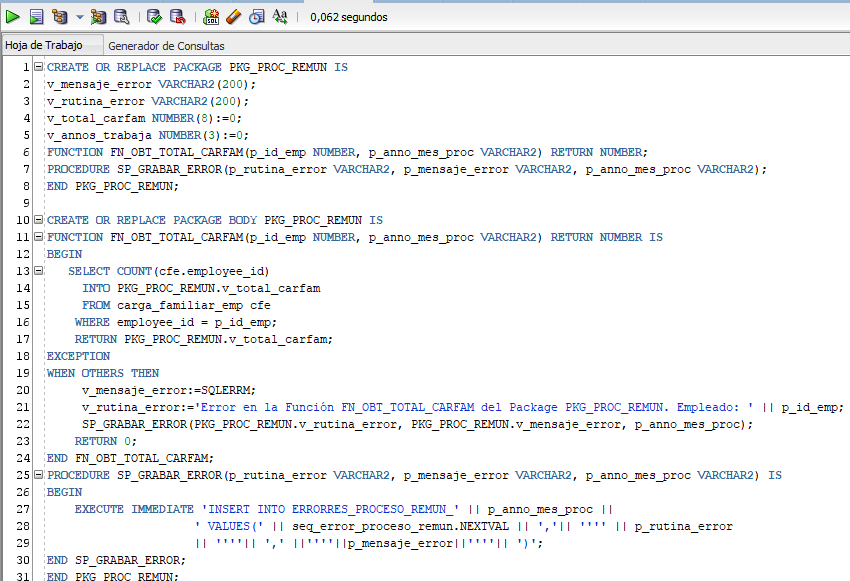 0,062 segundos
Hoja de Trabajo Generador de Consultas
1 CREATE OR REPLACE PACKAGE PKG_PROC_REMUN IS
2 v_mensaje_error VARCHAR2(200);
3 v_rutina_error VARCHAR2(200);
4 v_total_carfam NUMBER(8):=0;
5 v_annos_trabaja NUMBER(3):=0;
6 FUNCTION FN_OBT_TOTAL_CARFAM(p_id_emp NUMBER, p_anno_mes_proc VARCHAR2) RETURN NUMBER;
7 PROCEDURE SP_GRABAR_ERROR(p_rutina_error VARCHAR2, p_mensaje_error VARCHAR2, p_anno_mes_proc VARCHAR2);
8 END PKG_PROC_REMUN;
9
10 CREATE OR REPLACE PACKAGE BODY PKG_PROC_REMUN IS
11 FUNCTION FN_OBT_TOTAL_CARFAM(p_id_emp NUMBER, p_anno_mes_proc VARCHAR2) RETURN NUMBER IS
12 BEGIN
13 SELECT COUNT(cfe.employee_id)
14 INTO PKG_PROC_REMUN.v_total_carfam
15 FROM carga_familiar_emp cfe
16 WHERE employee_id = p_id_emp;
17 RETURN PKG_PROC_REMUN.v_total_carfam;
18 EXCEPTION
19 WHEN OTHERS THEN
20 v_mensaje_error:=SQLERRM;
21 v_rutina_error:='Error en la Función FN_OBT_TOTAL_CARFAM del Package PKG_PROC_REMUN. Empleado: ' || p_id_emp;
22 SP_GRABAR_ERROR(PKG_PROC_REMUN.v_rutina_error, PKG_PROC_REMUN.v_mensaje_error, p_anno_mes_proc);
23 RETURN 0;
24 END FN_OBT_TOTAL_CARFAM;
25 PROCEDURE SP_GRABAR_ERROR(p_rutina_error VARCHAR2, p_mensaje_error VARCHAR2, p_anno_mes_proc VARCHAR2) IS
26 BEGIN
27 EXECUTE IMMEDIATE 'INSERT INTO ERRORRES_PROCESO_REMUN_' || p_anno_mes_proc ||
28 ' VALUES(' || seq_error_proceso_remun.NEXTVAL || ','|| '''' || p_rutina_error
29 || ''''|| ',' ||''''||p_mensaje_error||''''|| ')';
30 END SP_GRABAR_ERROR;
31 END PKG_PROC_REMUN;